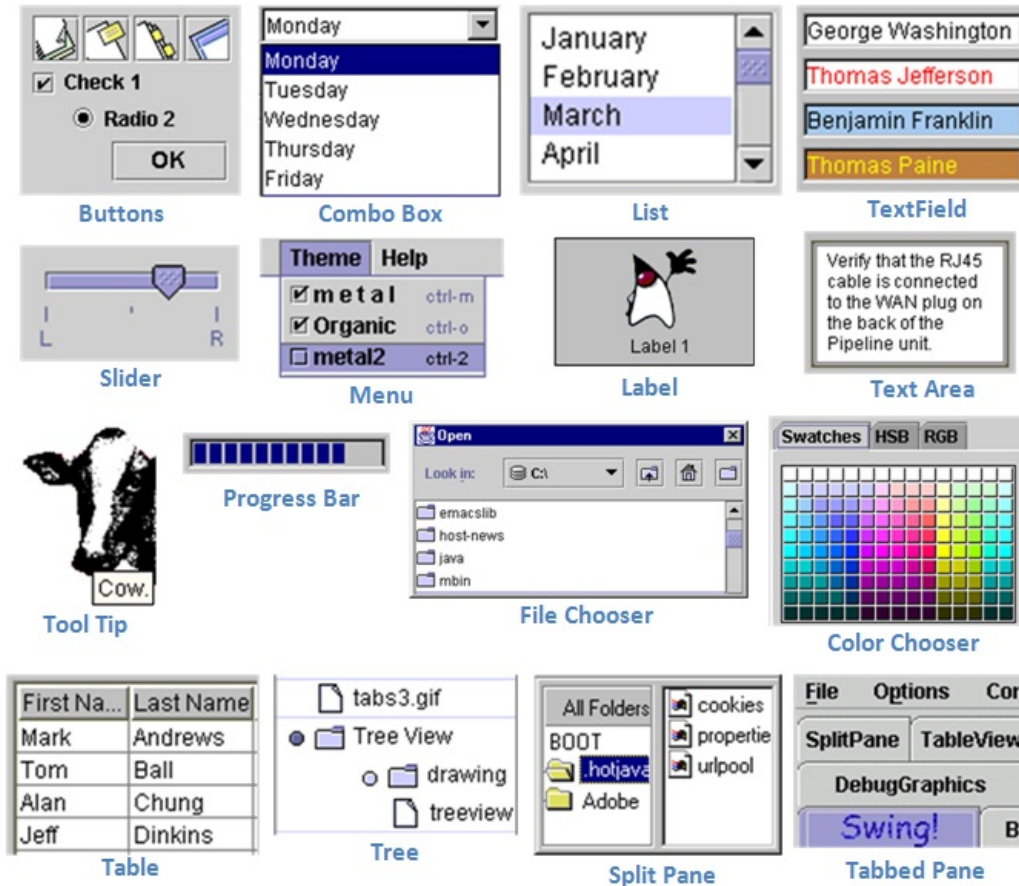 Check 1
Radio 2
OK
Buttons
Monday
Monday
Tuesday
Wednesday
Thursday
Friday
Combo Box
January
February
March
April
List
George Washington
Thomas Jefferson
Benjamin Franklin
Thomas Paine
TextField
L R
Slider
Theme Help
metal ctrl-m
Organic ctrl-o
metal2 ctrl-2
Menu
Label 1
Label
Verify that the RJ45
cable is connected
to the WAN plug on
the back of the
Pipeline unit.
Text Area
Cow.
Tool Tip
Progress Bar
Open
Look in: C:\
emacslib
host-news
java
mbin
File Chooser
Swatches HSB RGB
Color Chooser
First Na... Last Name
Mark Andrews
Tom Ball
Alan Chung
Jeff Dinkins
Table
tabs3.gif
Tree View
drawing
treeview
Tree
All Folders
BOOT
.hotjava
Adobe
cookies
propertie
urlpool
Split Pane
File Options Con
SplitPane TableView
DebugGraphics
Swing! B
Tabbed Pane